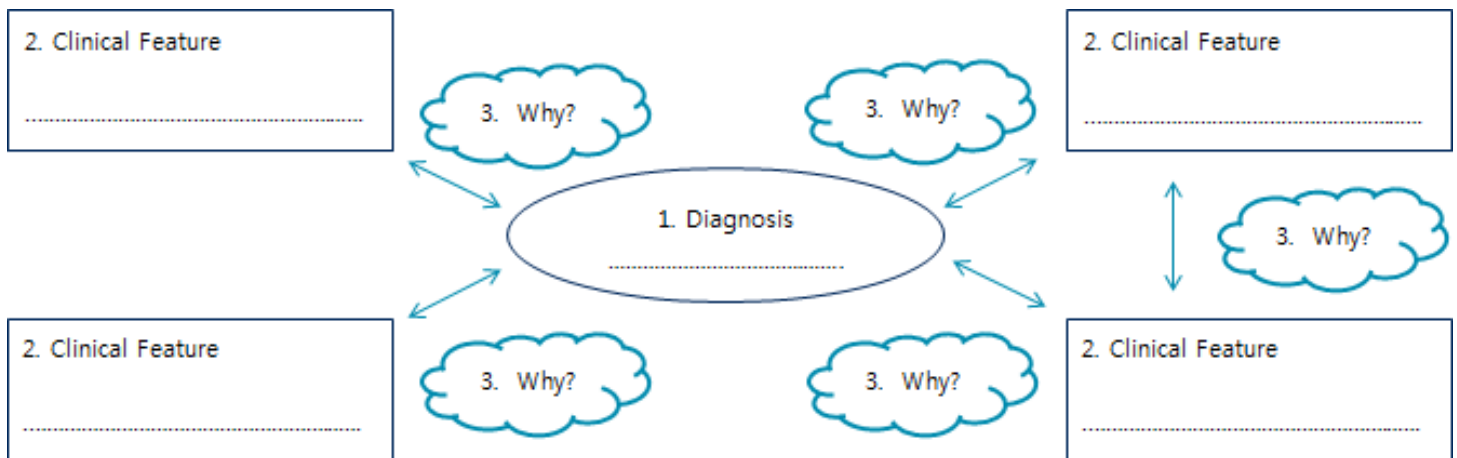 2. Clinical Feature
2. Clinical Feature
3. Why?
3. Why?
1. Diagnosis
3. Why?
2. Clinical Feature
2. Clinical Feature
3. Why?
3. Why?